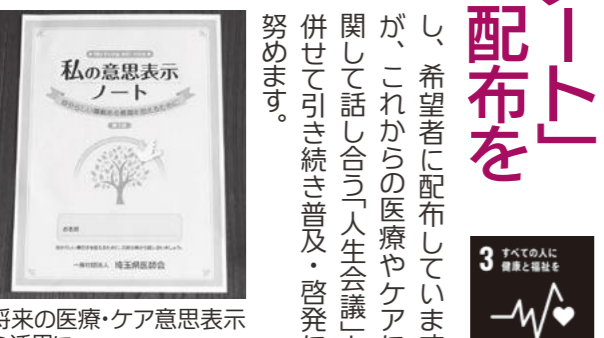 ート」
配布を
し、希望者に配布しています
が、これからの医療やケアに
関して話し合う「人生会議」
併せて引き続き普及・啓発に
努めます。
私の意思表示
ノート
お名前
一般社団法人 埼玉県医師会
将来の医療・ケア意思表示
3 すべての人に
健康と福祉を